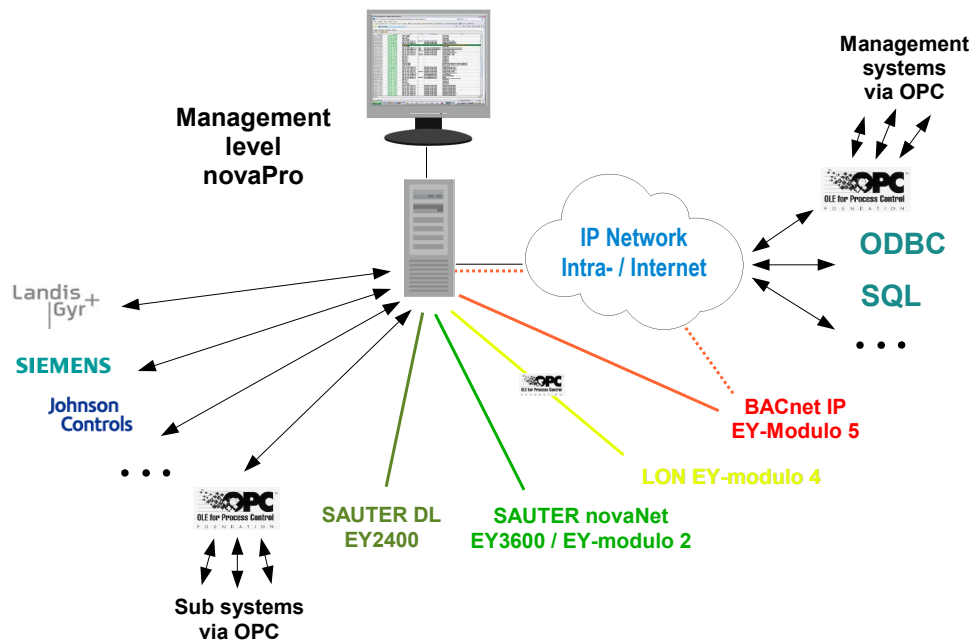 Management
level
novaPro
Management
systems
via OPC
OPC
OLE for Process Control
FOUNDATION
IP Network
Intra- / Internet
ODBC
SQL
Landis
Gyr+
SIEMENS
Johnson
Controls
OPC
BACnet IP
EY-Modulo 5
LON EY-modulo 4
OPC
OLE for Process Control
FOUNDATION
SAUTER DL
EY2400
SAUTER novaNet
EY3600 / EY-modulo 2
Sub systems
via OPC